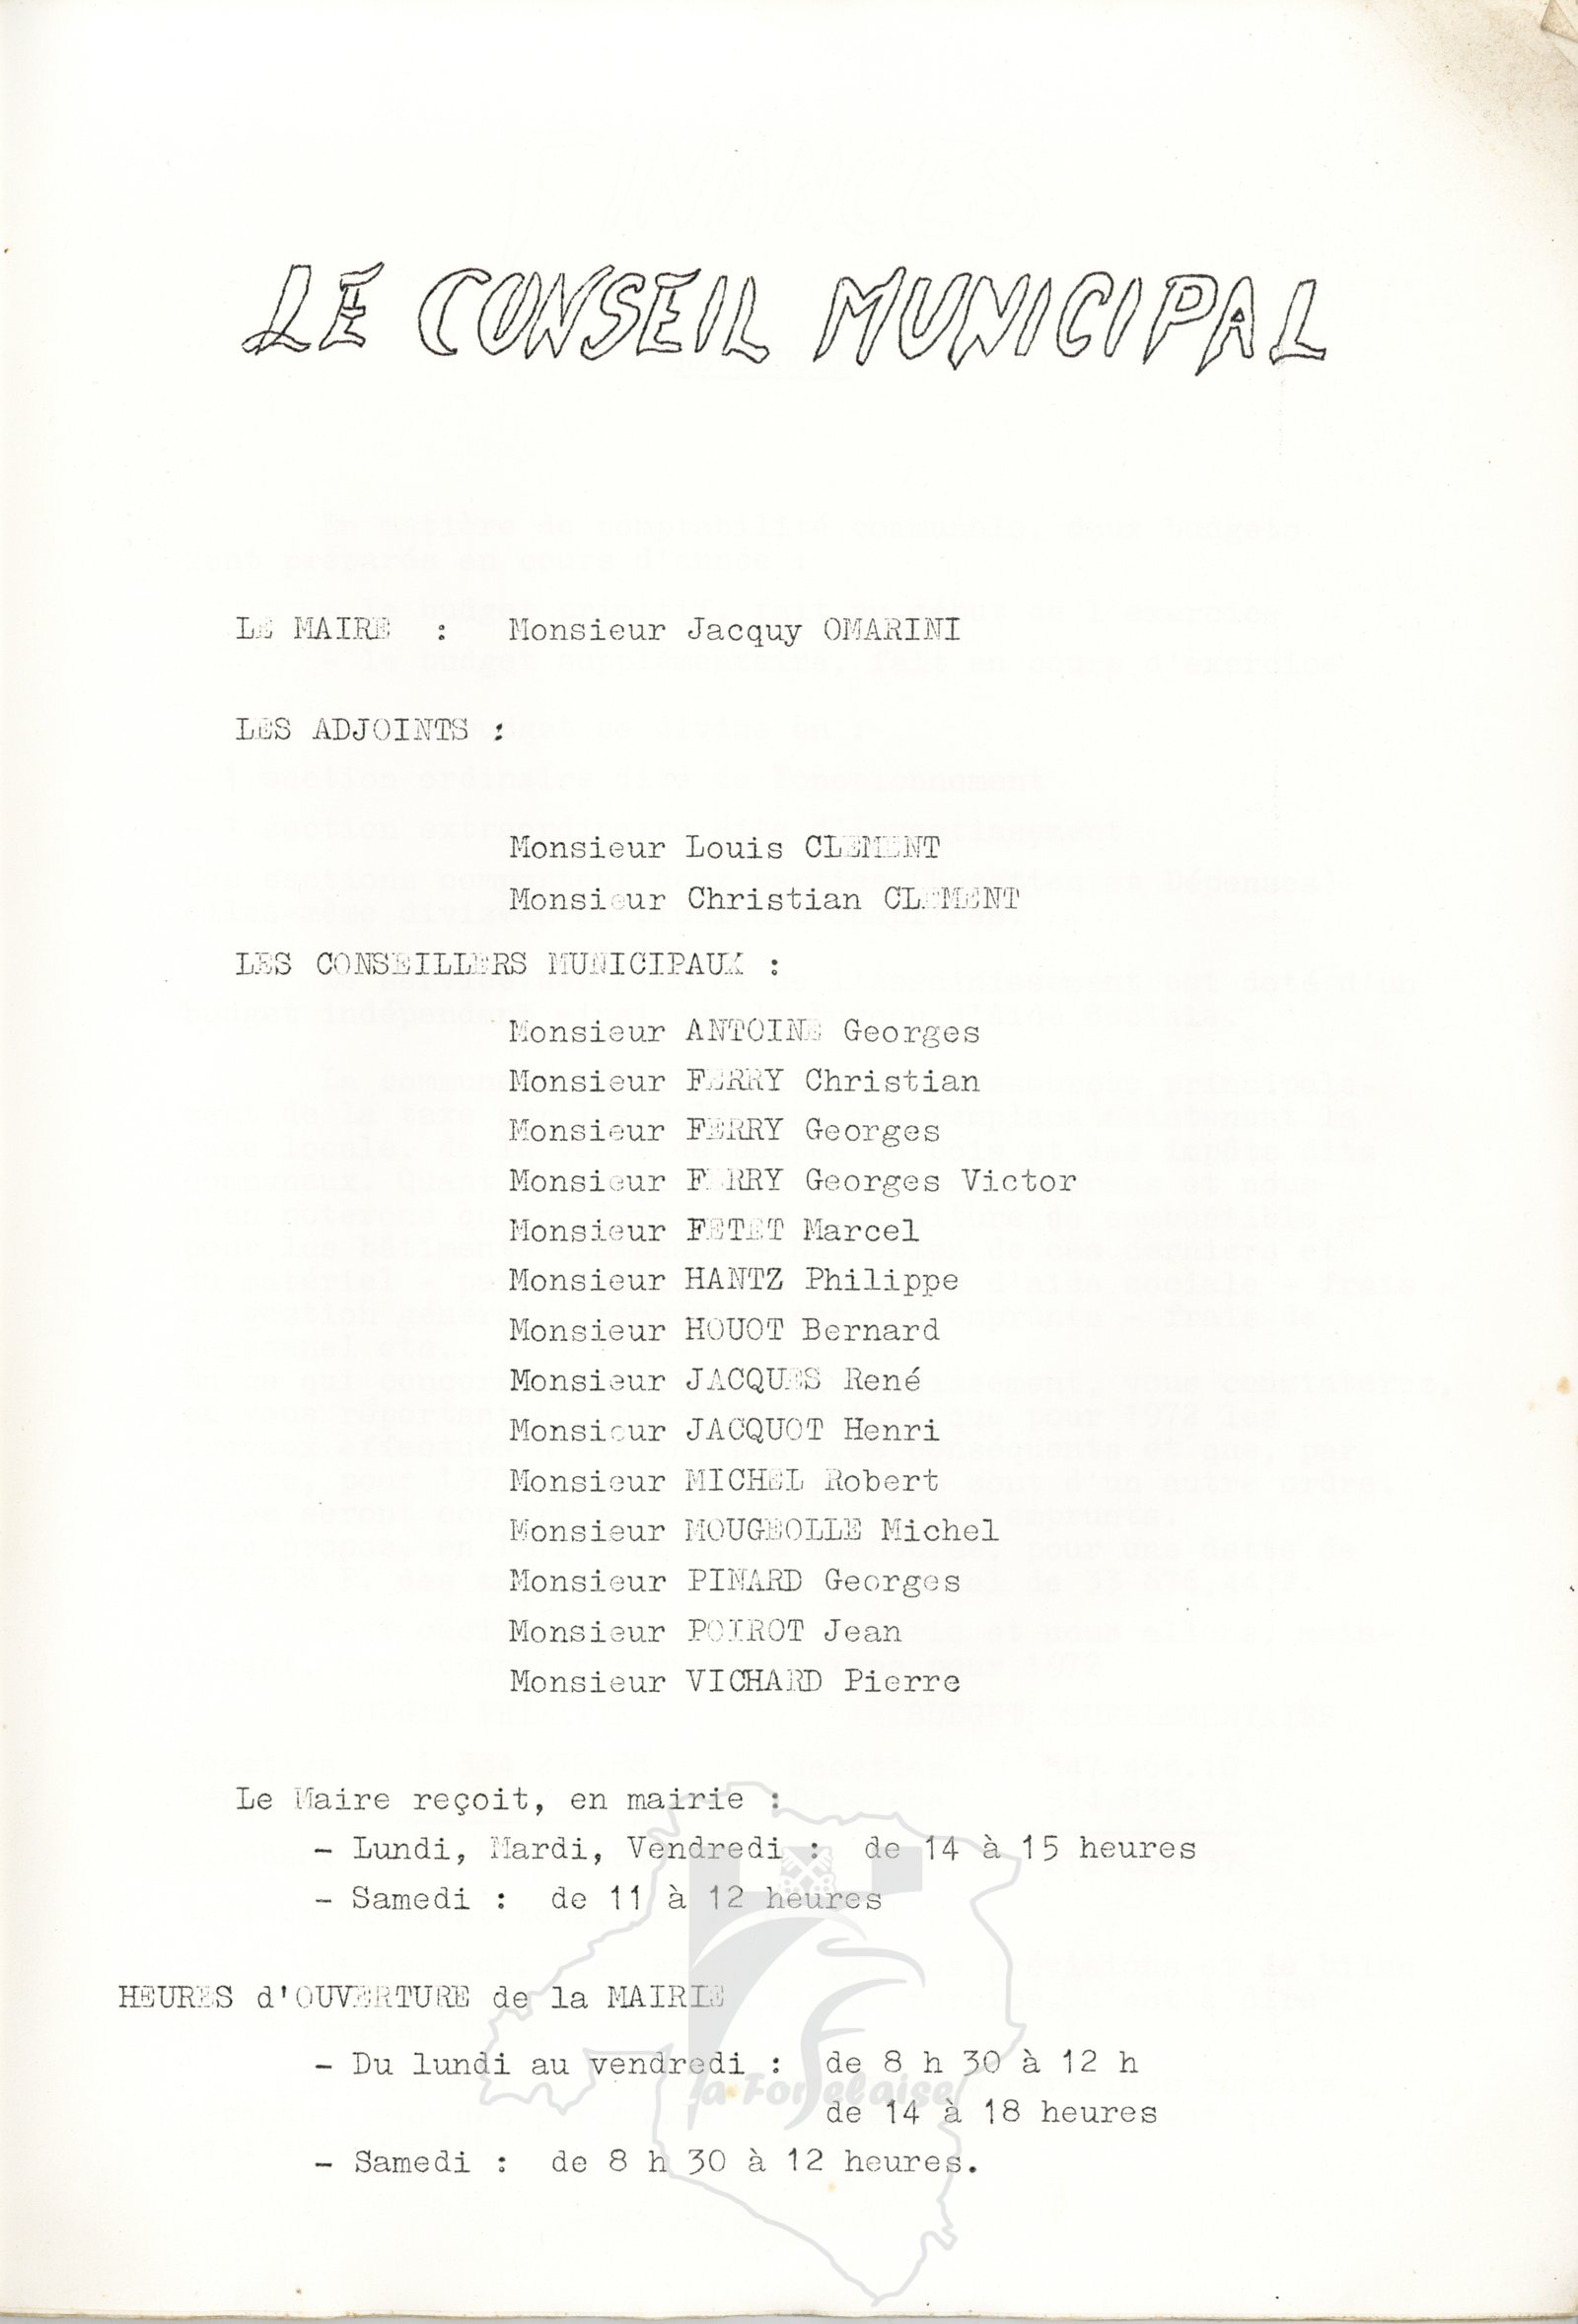 LE CONSEIL MUNICIPAL
LE MAIRE : Monsieur Jacquy OMARINI
LES ADJOINTS :
Monsieur Louis CLEMENT
Monsieur Christian CLEMENT
LES CONSEILLERS MUNICIPAUX :
Monsieur ANTOINE Georges
Monsieur FERRY Christian
Monsieur FERRY Georges
Monsieur FERRY Georges Victor
Monsieur FETET Marcel
Monsieur HANTZ Philippe
Monsieur HOUOT Bernard
Monsieur JACQUES René
Monsieur JACQUOT Henri
Monsieur MICHEL Robert
Monsieur MOUGEOLLE Michel
Monsieur PINARD Georges
Monsieur POIROT Jean
Monsieur VICHARD Pierre
Le Maire reçoit, en mairie :
- Lundi, Mardi, Vendredi : de 14 à 15 heures
- Samedi : de 11 à 12 heures
HEURES d'OUVERTURE de la MAIRIE
- Du lundi au vendredi : de 8 h 30 à 12 h
la Forgelaise
de 14 à 18 heures
- Samedi : de 8 h 30 à 12 heures.